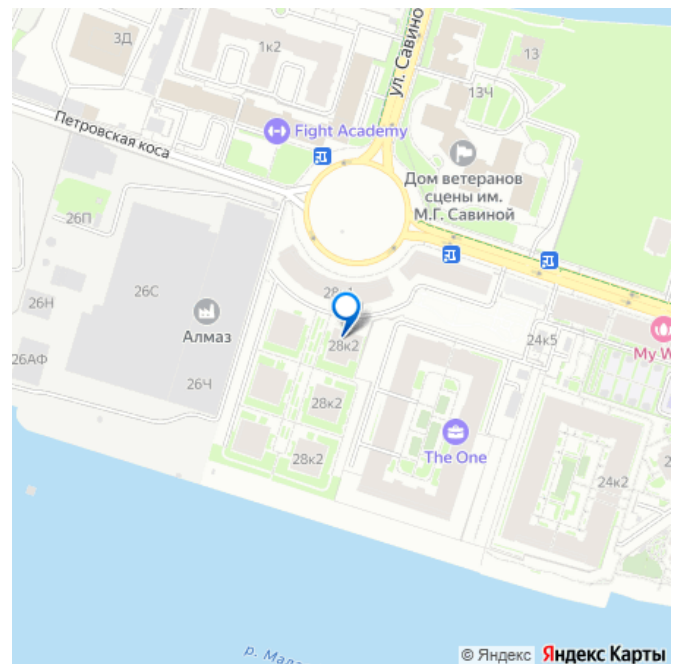 3Д
1к2
ул. Савино
13
13Ч
Fight Academy
Петровская коса
Дом ветеранов
сцены им.
М.Г. Савиной
26П
26С
26Н
Алмаз
28к2
24к5
My W
26АФ
26Ч
28к2
The One
28к2
24к2
р. Мал
© Яндекс Яндекс Карты